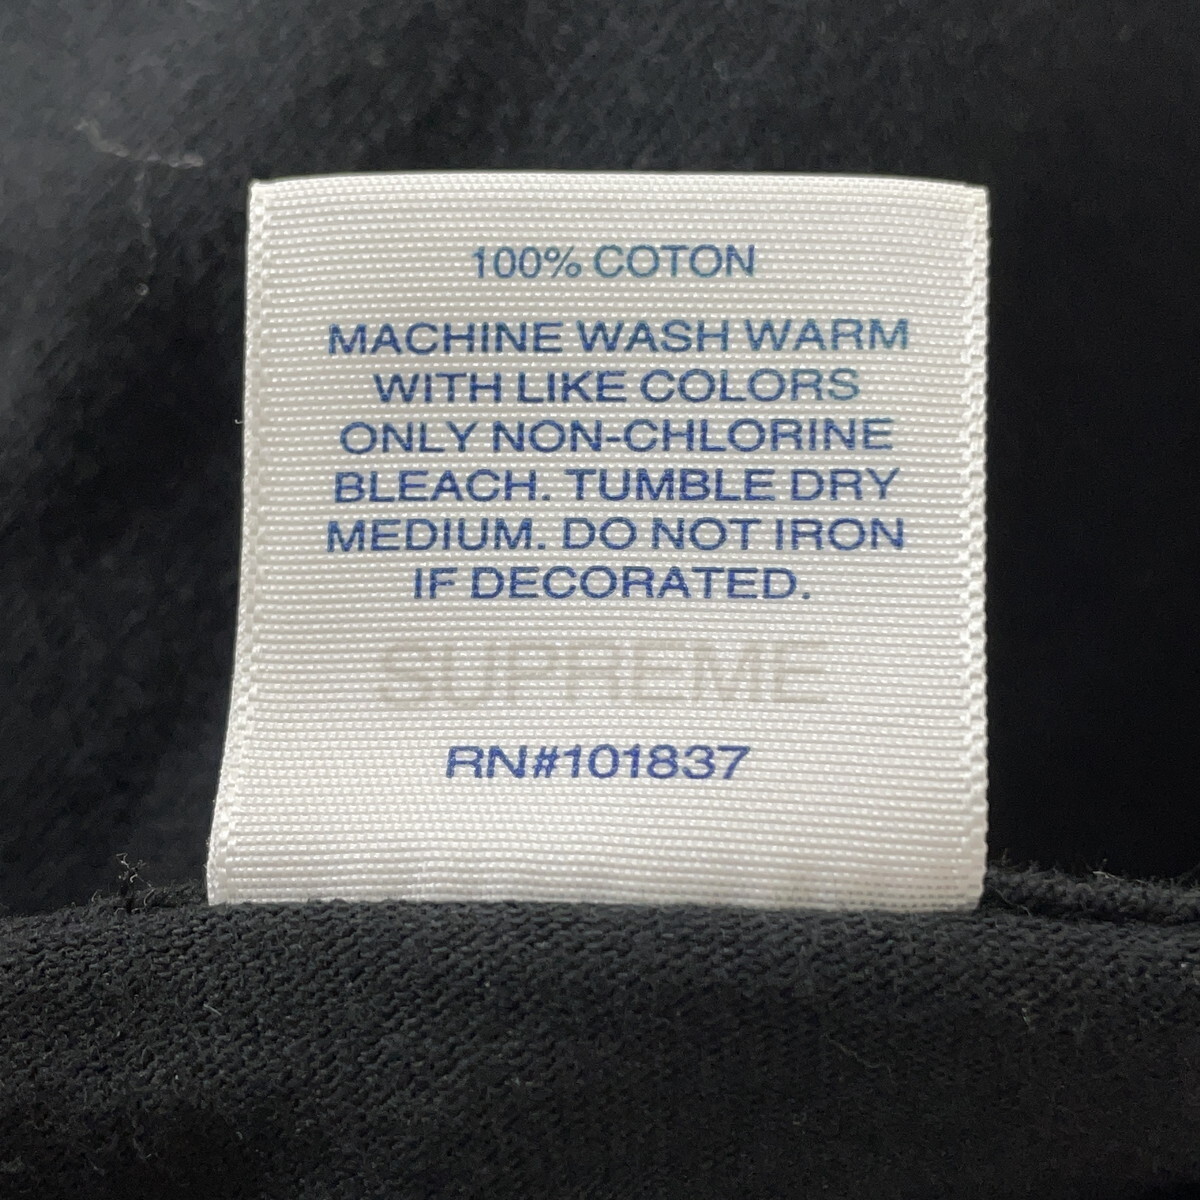 100% COTON
MACHINE WASH WARM
WITH LIKE COLORS
ONLY NON-CHLORINE
BLEACH. TUMBLE DRY
MEDIUM. DO NOT IRON
IF DECORATED.
SUPREME
RN#101837